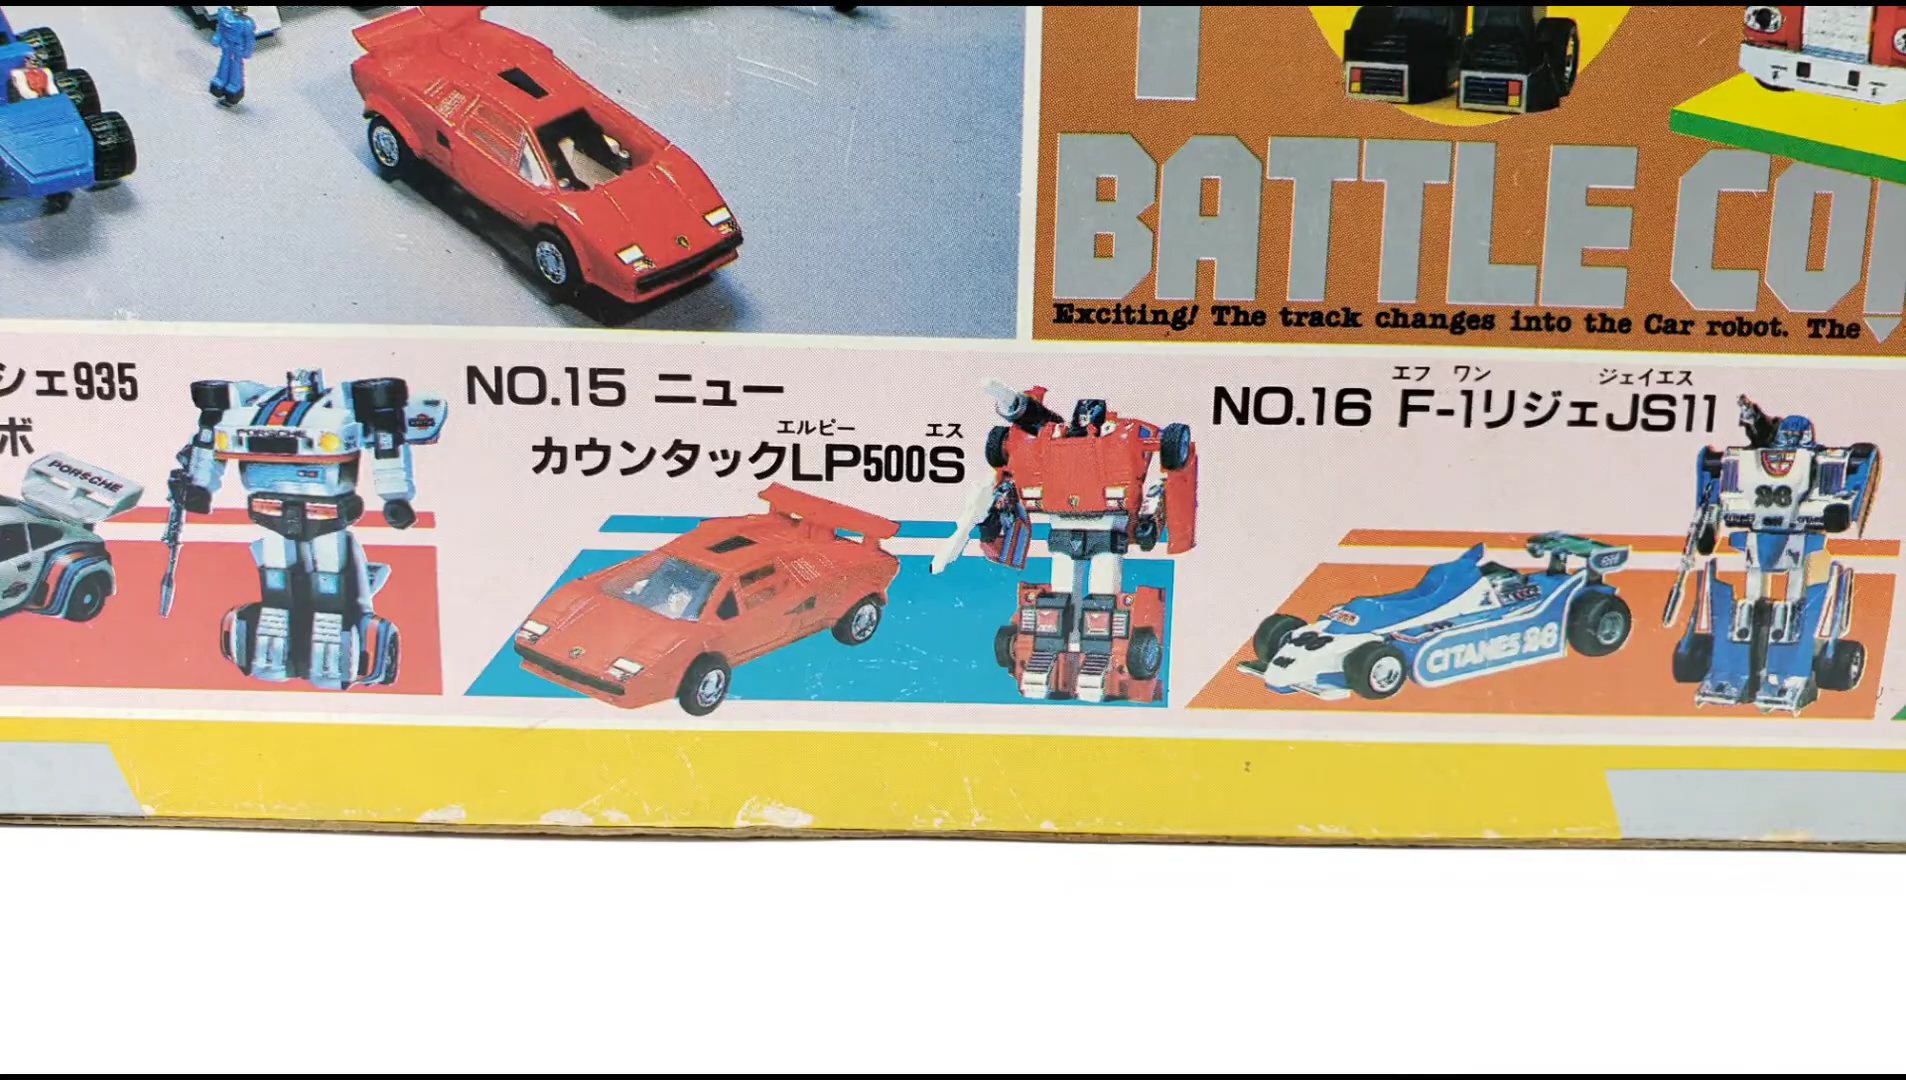 BATTLE CO
Exciting! The track changes into the Car robot. The
シェ935
ボ
PORSCHE
PORSCHE
NO.15 ニュー
エルピー エス
カウンタックLP500S
エフ ワン ジェイエス
NO.16 F-1リジェJS11
26
CITANES 26